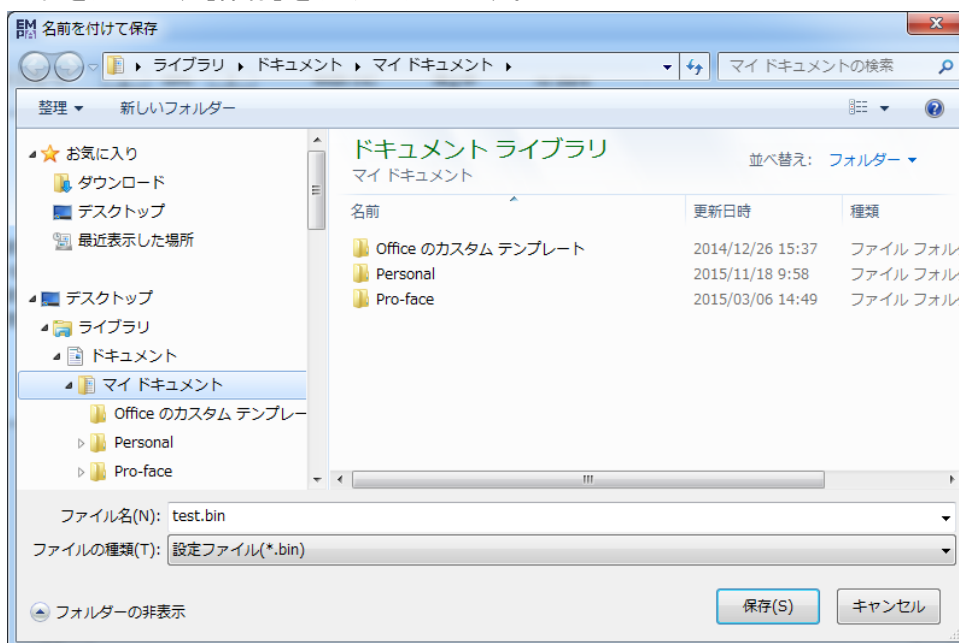 名前を付けて保存
ライブラリ ▸ ドキュメント ▸ マイ ドキュメント ▸
マイ ドキュメントの検索
整理 ▼ 新しいフォルダー
お気に入り
ダウンロード
デスクトップ
最近表示した場所
デスクトップ
ライブラリ
ドキュメント
マイ ドキュメント
Office のカスタム テンプレー
Personal
Pro-face
ドキュメント ライブラリ
マイ ドキュメント
並べ替え: フォルダー ▼
名前 更新日時 種類
Office のカスタム テンプレート 2014/12/26 15:37 ファイル フォル
Personal 2015/11/18 9:58 ファイル フォル
Pro-face 2015/03/06 14:49 ファイル フォル
ファイル名(N): test.bin
ファイルの種類(T): 設定ファイル(*.bin)
フォルダーの非表示
保存(S) キャンセル